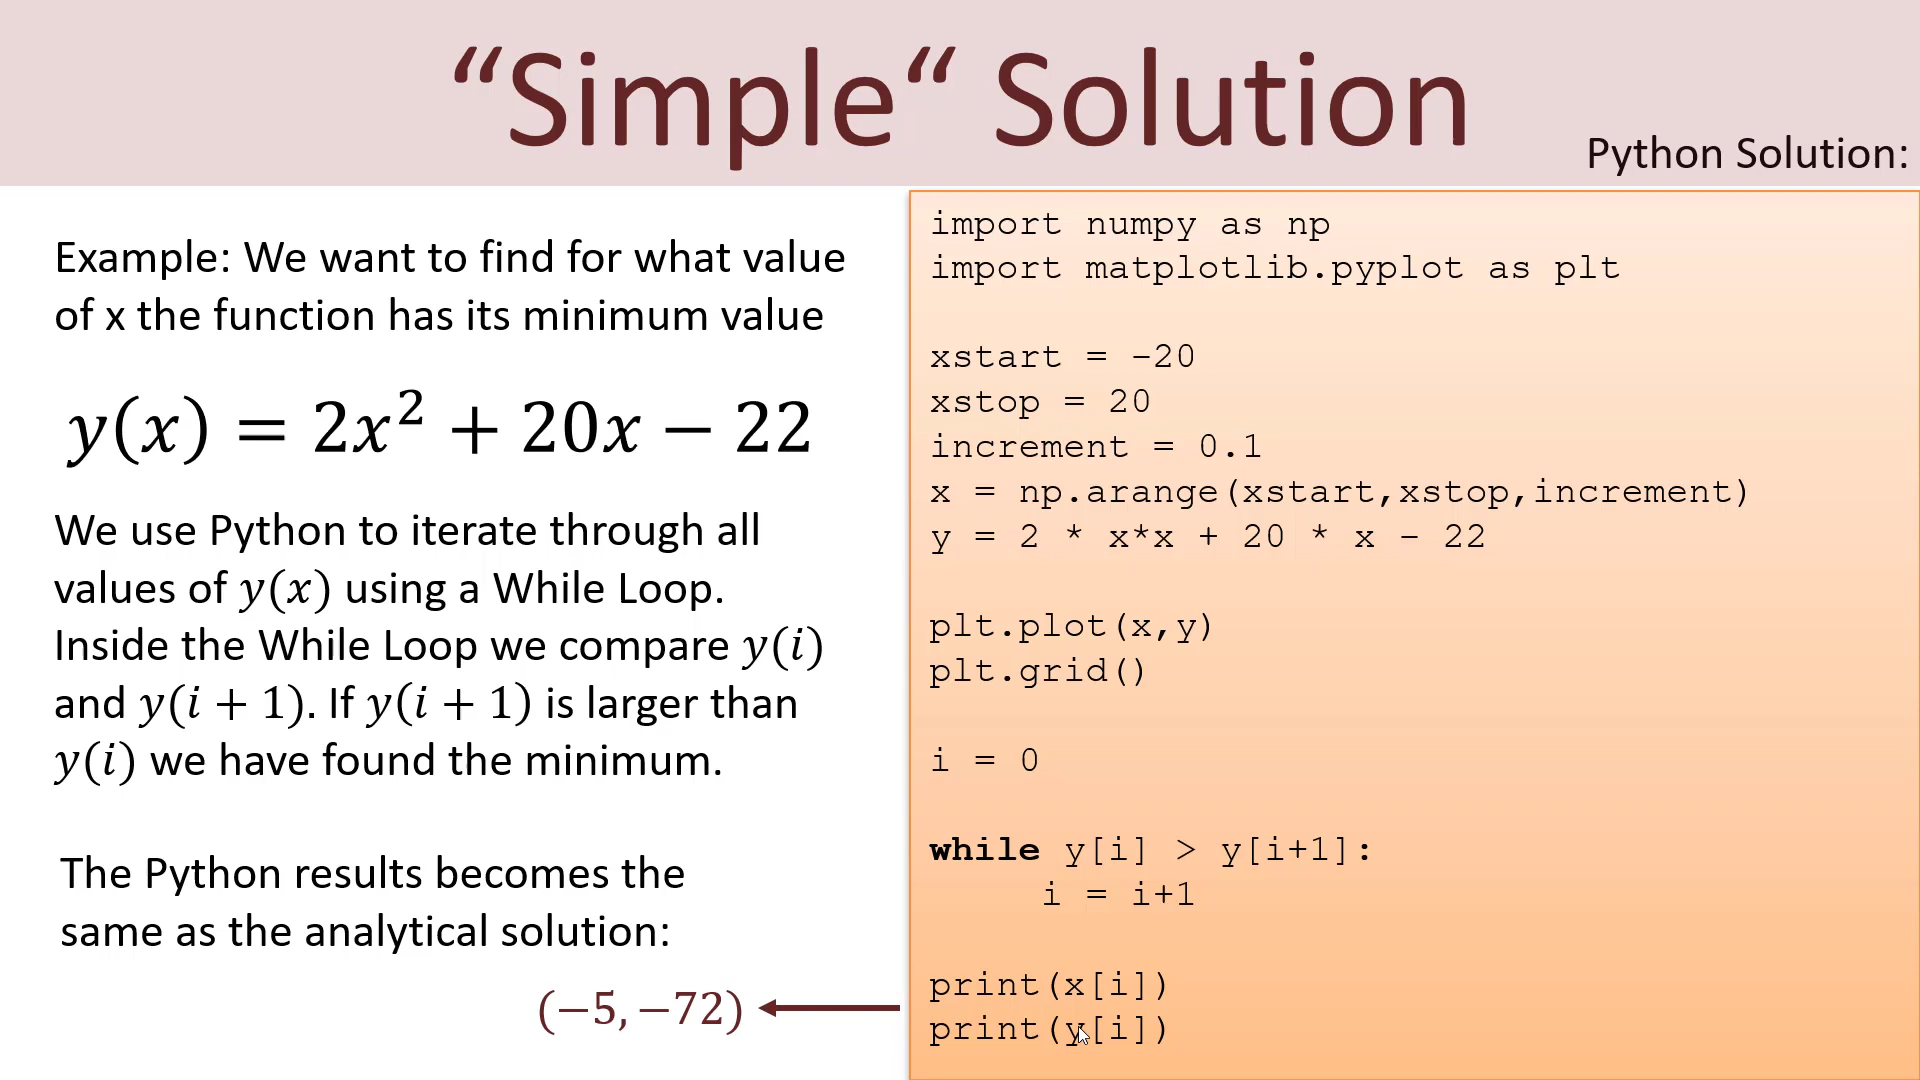 “Simple“ Solution
Python Solution:
Example: We want to find for what value
of x the function has its minimum value
y(x) = 2x² + 20x − 22
We use Python to iterate through all
values of y(x) using a While Loop.
Inside the While Loop we compare y(i)
and y(i + 1). If y(i + 1) is larger than
y(i) we have found the minimum.
The Python results becomes the
same as the analytical solution:
(−5, −72)
import numpy as np
import matplotlib.pyplot as plt
xstart = -20
xstop = 20
increment = 0.1
x = np.arange(xstart,xstop,increment)
y = 2 * x*x + 20 * x - 22
plt.plot(x,y)
plt.grid()
i = 0
while y[i] > y[i+1]:
i = i+1
print(x[i])
print(y[i])